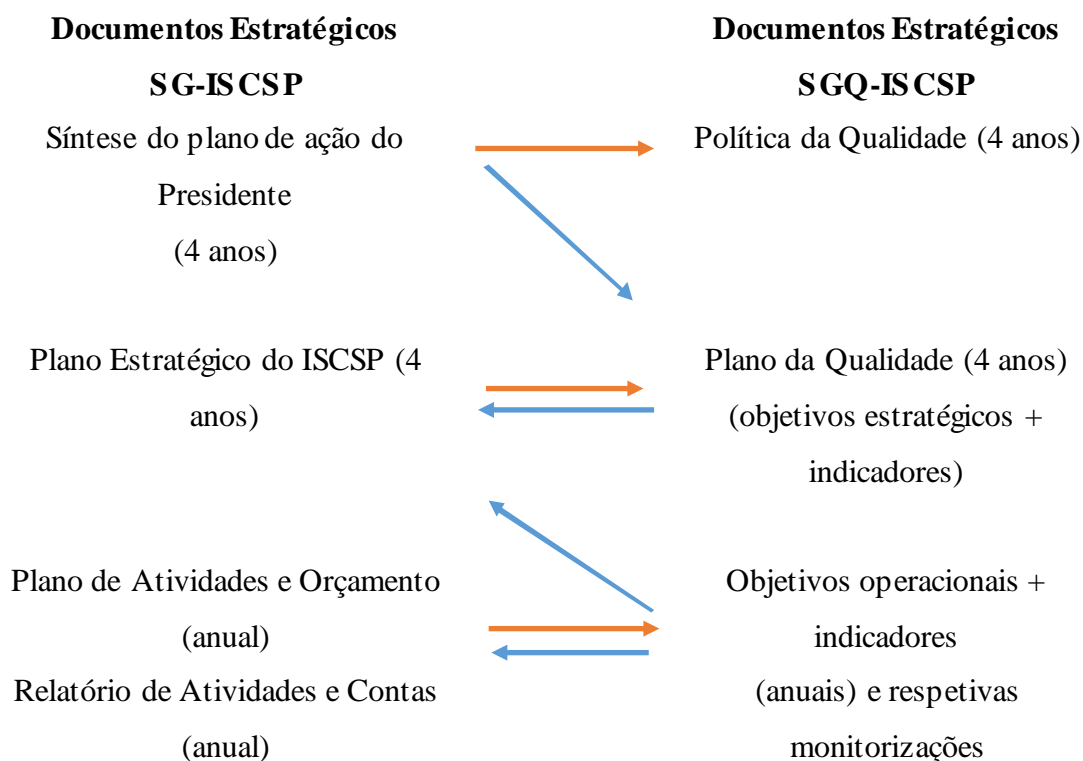 Documentos Estratégicos
SG-ISCSP
Síntese do plano de ação do
Presidente
(4 anos)
Plano Estratégico do ISCSP (4
anos)
Plano de Atividades e Orçamento
(anual)
Relatório de Atividades e Contas
(anual)
Documentos Estratégicos
SGQ-ISCSP
Política da Qualidade (4 anos)
Plano da Qualidade (4 anos)
(objetivos estratégicos +
indicadores)
Objetivos operacionais +
indicadores
(anuais) e respetivas
monitorizações